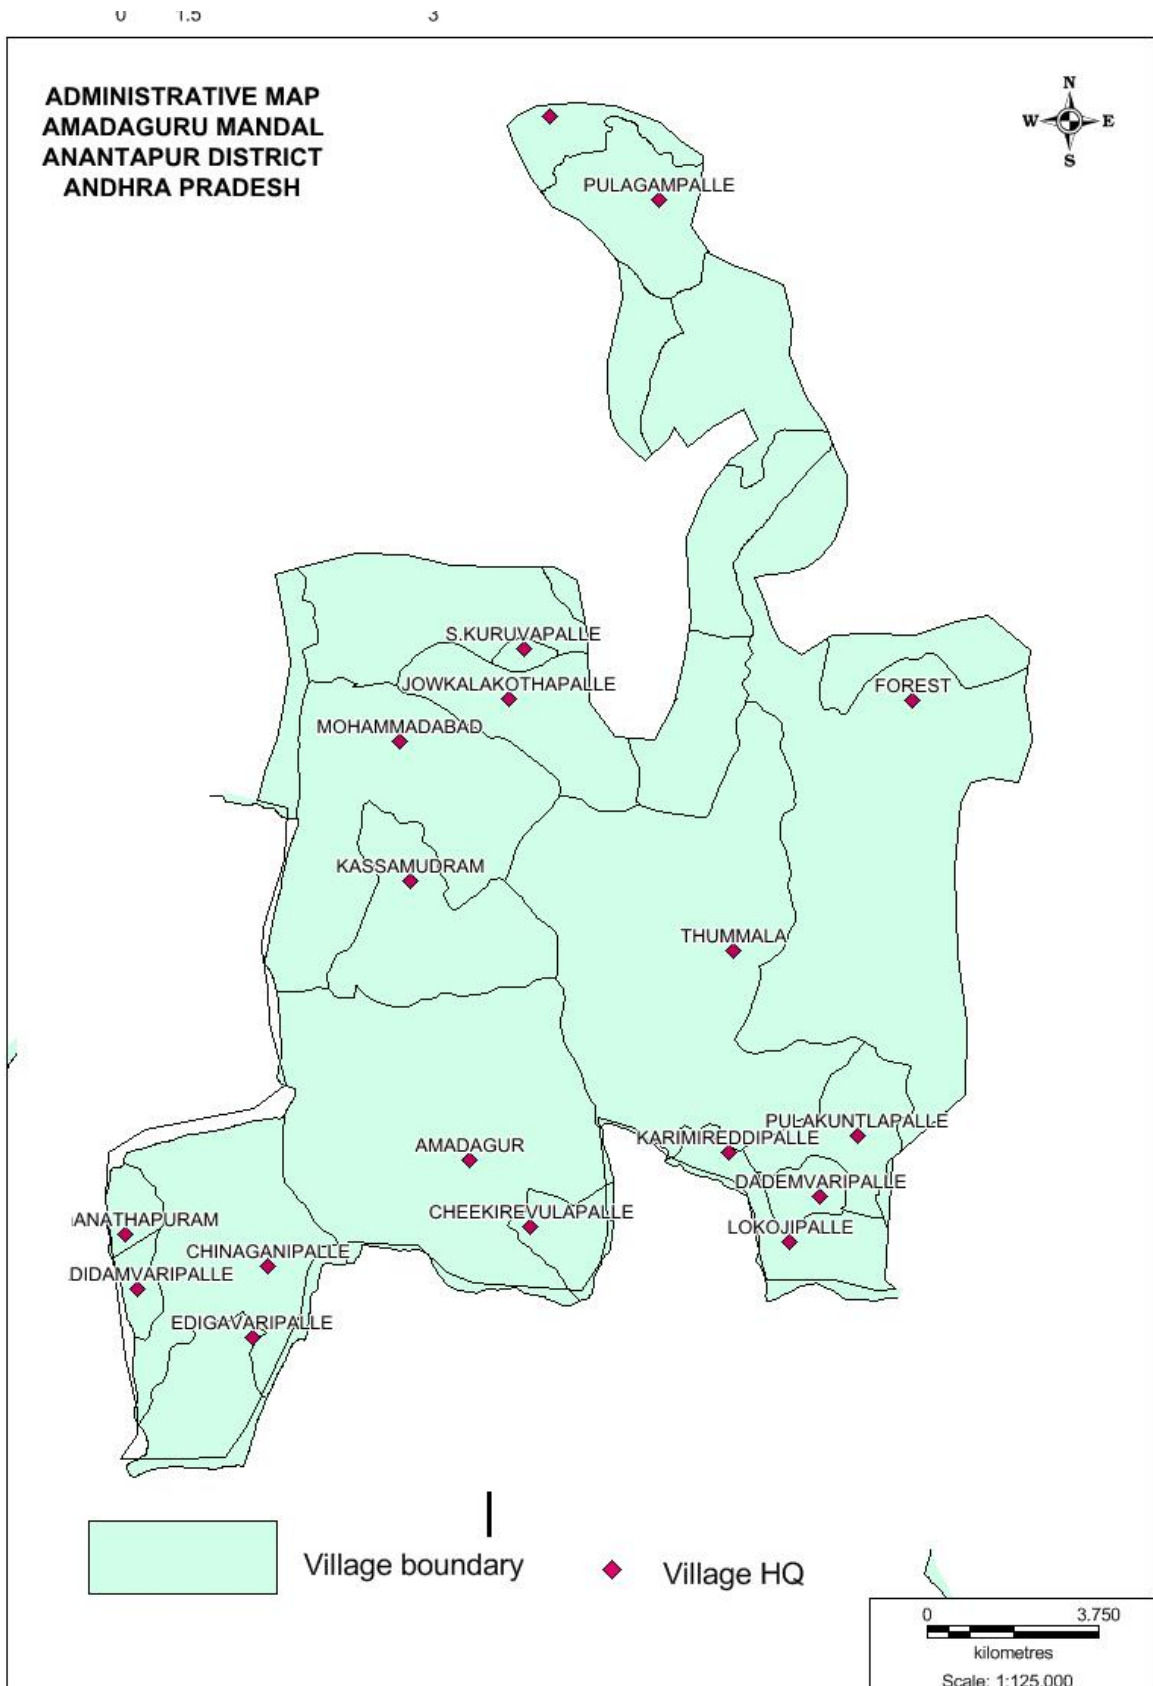 0 1.5 3
ADMINISTRATIVE MAP
AMADAGURU MANDAL
ANANTAPUR DISTRICT
ANDHRA PRADESH
N
W E
S
PULAGAMPALLE
S.KURUVAPALLE
JOWKALAKOTHAPALLE
FOREST
MOHAMMADABAD
KASSAMUDRAM
THUMMALA
PULAKUNTLAPALLE
KARIMIREDDIPALLE
AMADAGUR
DADEMVARIPALLE
CHEEKIREVULAPALLE
ANATHAPURAM
LOKOJIPALLE
CHINAGANIPALLE
DIDAMVARIPALLE
EDIGAVARIPALLE
Village boundary
Village HQ
0 3.750
kilometres
Scale: 1:125,000